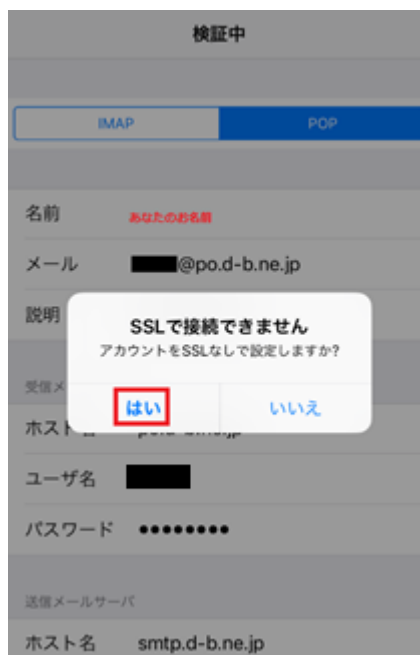 検証中
IMAP
POP
名前
あなたのお名前
メール
@po.d-b.ne.jp
説明
SSLで接続できません
アカウントをSSLなしで設定しますか?
はい
いいえ
受信メ
ホスト名
ユーザ名
パスワード ●●●●●●●●
送信メールサーバ
ホスト名 smtp.d-b.ne.jp